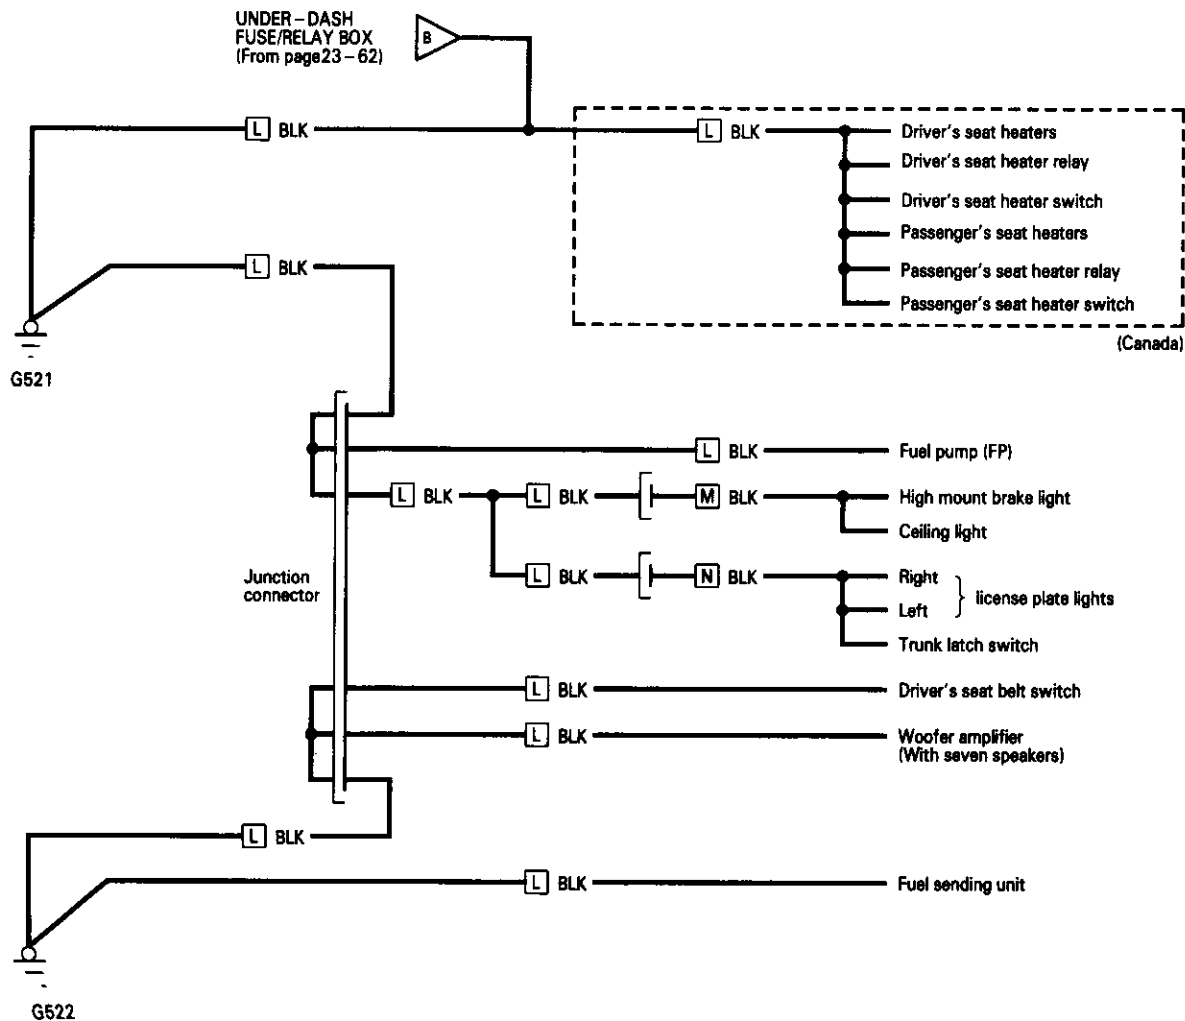 UNDER – DASH
FUSE/RELAY BOX
(From page23 – 62)
B
L BLK
L BLK
Driver's seat heaters
Driver's seat heater relay
Driver's seat heater switch
Passenger's seat heaters
Passenger's seat heater relay
Passenger's seat heater switch
(Canada)
L BLK
G521
L BLK
Fuel pump (FP)
L BLK
L BLK
M BLK
High mount brake light
Ceiling light
Junction
connector
L BLK
N BLK
Right
Left
license plate lights
Trunk latch switch
L BLK
Driver's seat belt switch
L BLK
Woofer amplifier
(With seven speakers)
L BLK
L BLK
Fuel sending unit
G522